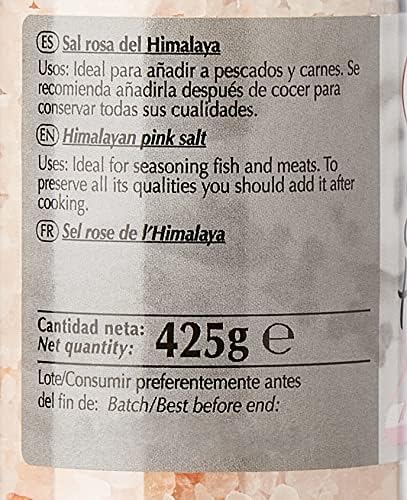 ES Sal rosa del Himalaya
Usos: Ideal para añadir a pescados y carnes. Se
recomienda añadirla después de cocer para
conservar todas sus cualidades.
EN Himalayan pink salt
Uses: Ideal for seasoning fish and meats. To
preserve all its qualities you should add it after
cooking.
FR Sel rose de l'Himalaya
Cantidad neta:
Net quantity: 425g ℮
Lote/Consumir preferentemente antes
del fin de: Batch/Best before end: